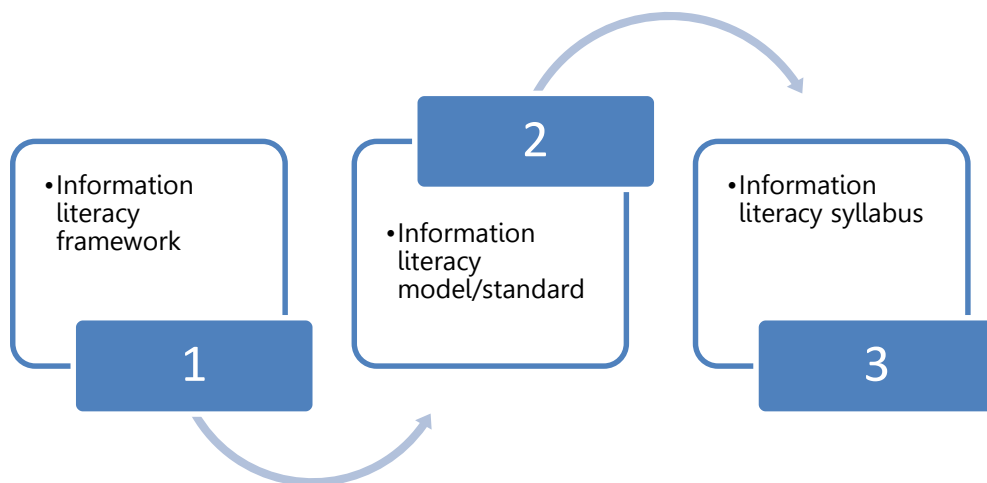 •Information
literacy
framework
1
2
•Information
literacy
model/standard
•Information
literacy syllabus
3